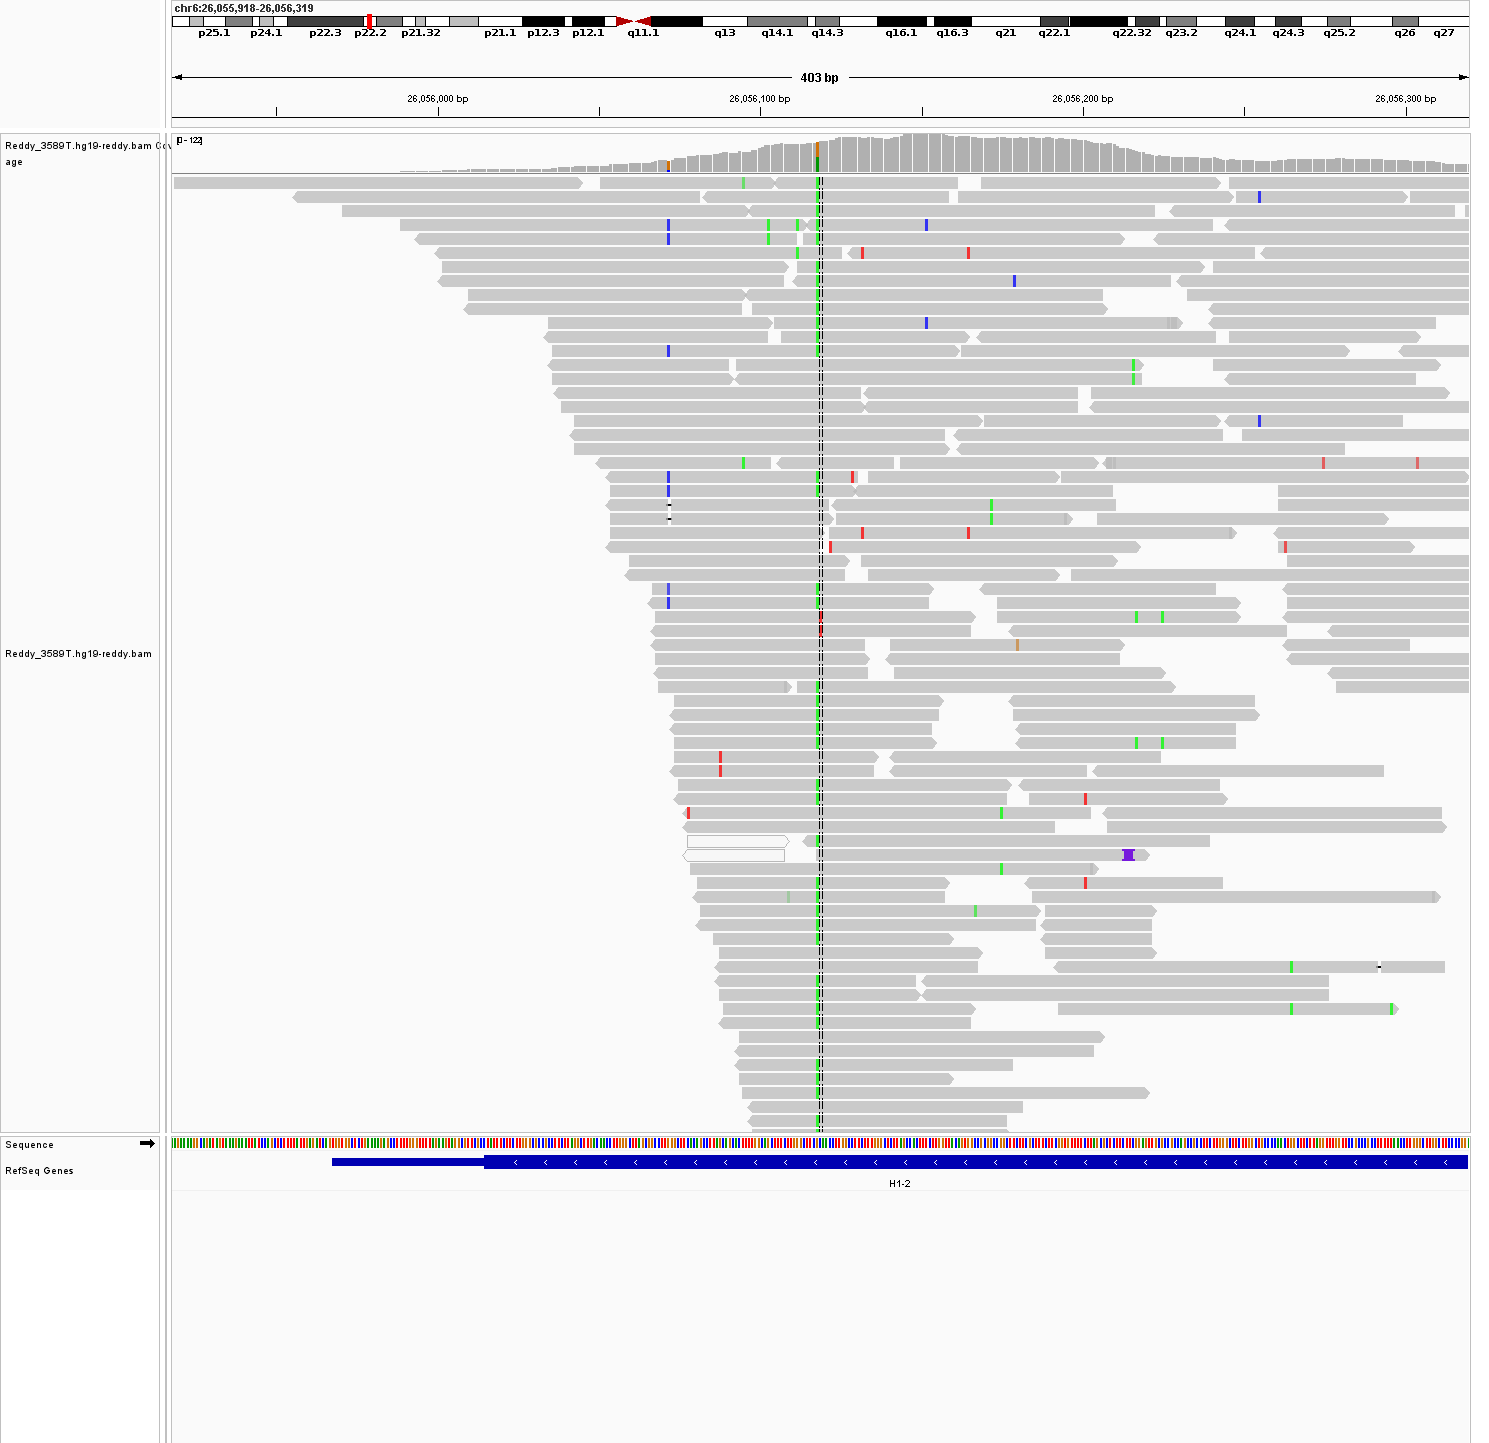 chr6:26,055,918-26,056,319
p25.1 p24.1 p22.3 p22.2 p21.32 p21.1 p12.3 p12.1 q11.1 q13 q14.1 q14.3 q16.1 q16.3 q21 q22.1 q22.32 q23.2 q24.1 q24.3 q25.2 q26 q27
403 bp
26,056,000 bp 26,056,100 bp 26,056,200 bp 26,056,300 bp
Reddy_3589T.hg19-reddy.bam Cov
age
[0 - 122]
Reddy_3589T.hg19-reddy.bam
Sequence
RefSeq Genes
H1-2